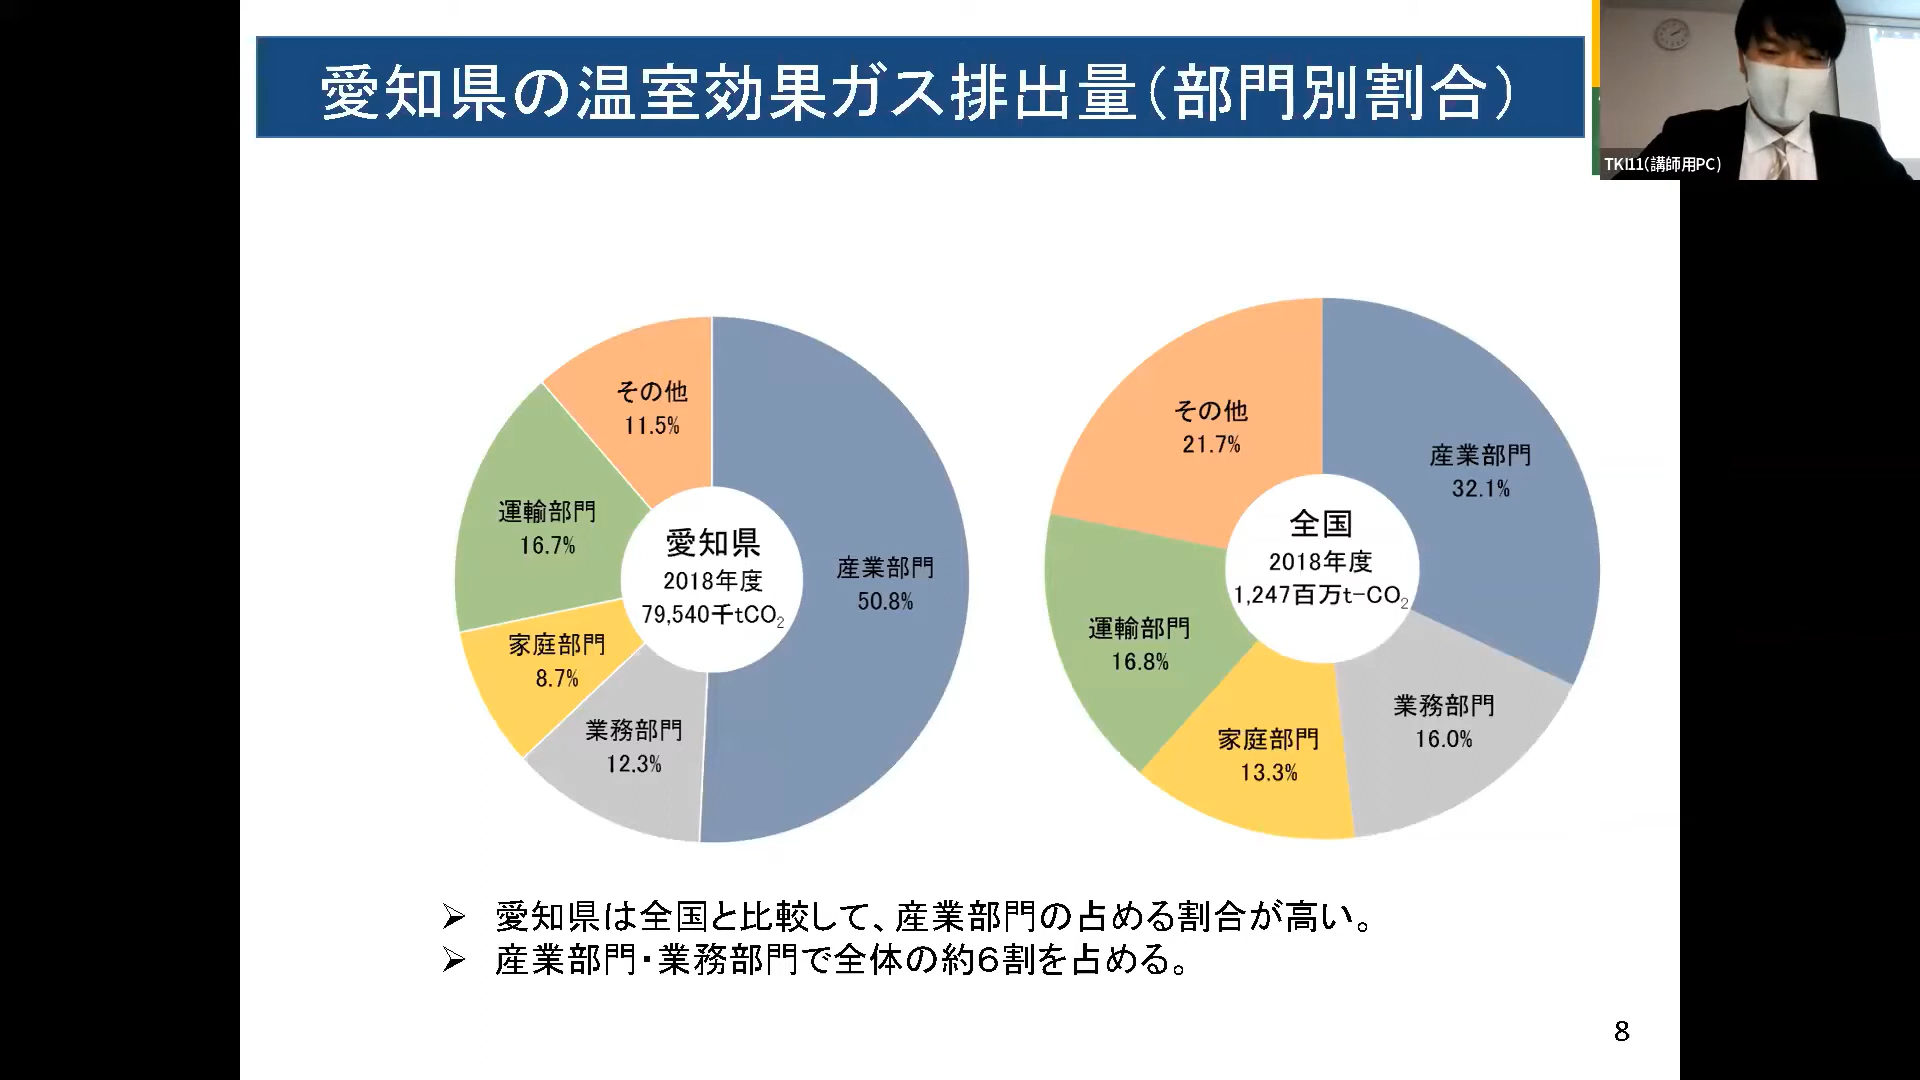 愛知県の温室効果ガス排出量(部門別割合)
TKI11(講師用PC)
その他
11.5%
運輸部門
16.7%
家庭部門
8.7%
業務部門
12.3%
産業部門
50.8%
愛知県
2018年度
79,540千tCO2
その他
21.7%
産業部門
32.1%
運輸部門
16.8%
家庭部門
13.3%
業務部門
16.0%
全国
2018年度
1,247百万t-CO2
➢ 愛知県は全国と比較して、産業部門の占める割合が高い。
➢ 産業部門・業務部門で全体の約6割を占める。
8